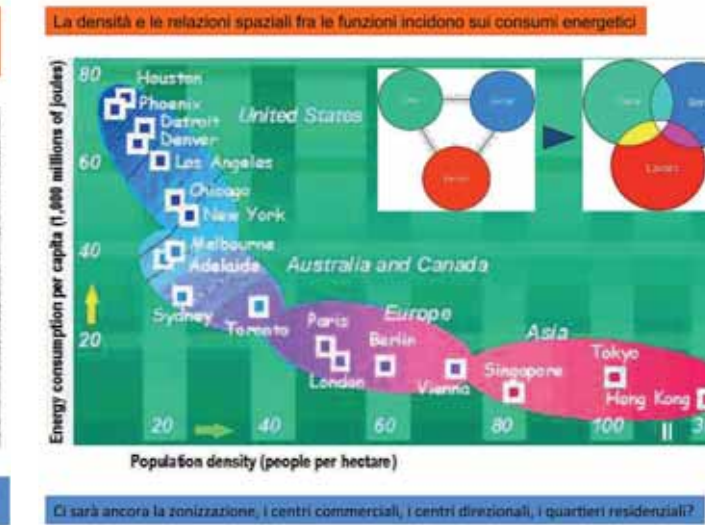 La densità e le relazioni spaziali fra le funzioni incidono sui consumi energetici
Energy consumption per capita (1,000 millions of joules)
80
60
40
20
Houston
Phoenix
Detroit
Denver
Los Angeles
United States
Chicago
New York
Melbourne
Adelaide
Australia and Canada
Sydney
Toronto
Europe
Paris
Berlin
London
Vienna
Asia
Singapore
Tokyo
Hong Kong
20
40
60
80
100
Population density (people per hectare)
Ci sarà ancora la zonizzazione, i centri commerciali, i centri direzionali, i quartieri residenziali?